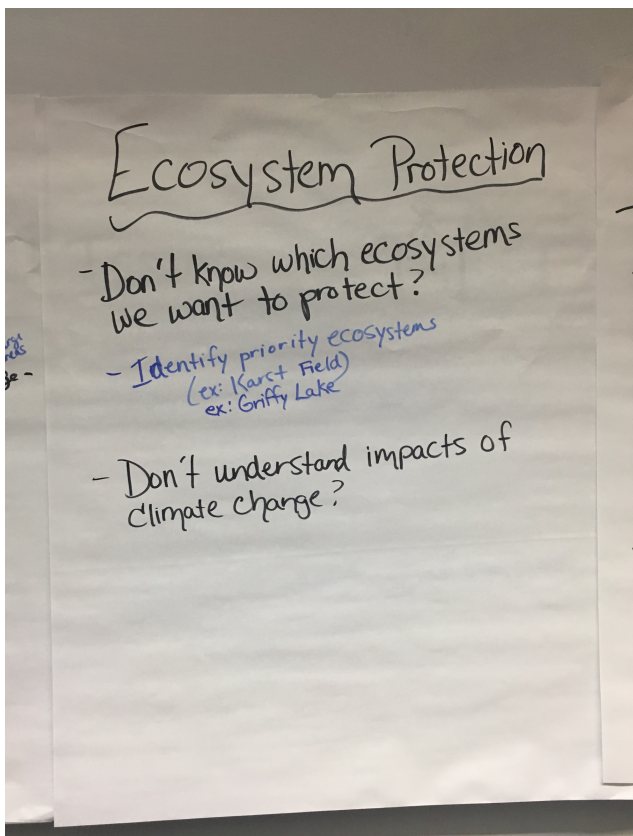 Ecosystem Protection
- Don't know which ecosystems
we want to protect?
- Identify priority ecosystems
(ex: Karst Field)
ex: Griffy Lake
- Don't understand impacts of
climate change?